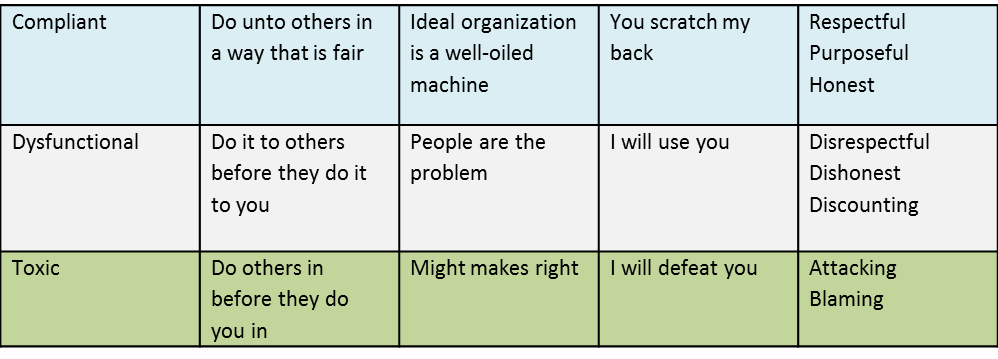 Compliant
Do unto others in
a way that is fair
Ideal organization
is a well-oiled
machine
You scratch my
back
Respectful
Purposeful
Honest
Dysfunctional
Do it to others
before they do it
to you
People are the
problem
I will use you
Disrespectful
Dishonest
Discounting
Toxic
Do others in
before they do
you in
Might makes right
I will defeat you
Attacking
Blaming